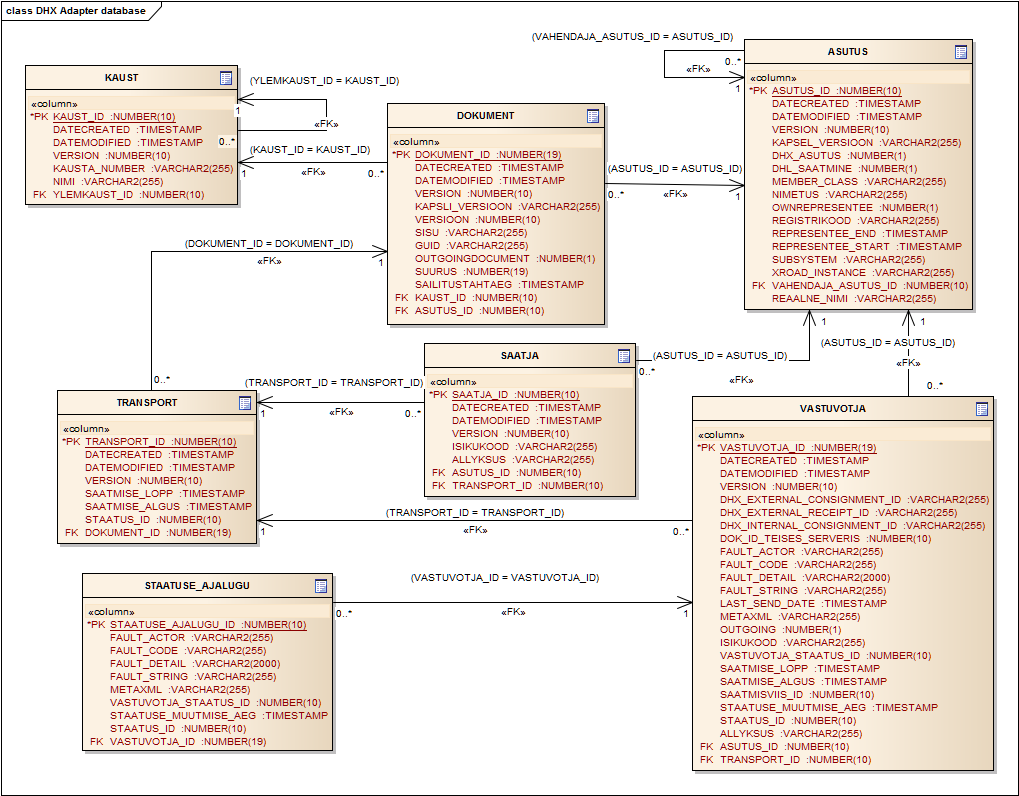 class DHX Adapter database
KAUST
«column»
*PK KAUST_ID :NUMBER(10)
DATECREATED :TIMESTAMP
DATEMODIFIED :TIMESTAMP
VERSION :NUMBER(10)
KAUSTA_NUMBER :VARCHAR2(255)
NIMI :VARCHAR2(255)
FK YLEMKAUST_ID :NUMBER(10)
(YLEMKAUST_ID = KAUST_ID)
1
«FK»
0..*
(KAUST_ID = KAUST_ID)
1
«FK»
0..*
DOKUMENT
«column»
*PK DOKUMENT_ID :NUMBER(19)
DATECREATED :TIMESTAMP
DATEMODIFIED :TIMESTAMP
VERSION :NUMBER(10)
KAPSLI_VERSIOON :VARCHAR2(255)
VERSIOON :NUMBER(10)
SISU :VARCHAR2(255)
GUID :VARCHAR2(255)
OUTGOINGDOCUMENT :NUMBER(1)
SUURUS :NUMBER(19)
SAILITUSTAHTAEG :TIMESTAMP
FK KAUST_ID :NUMBER(10)
FK ASUTUS_ID :NUMBER(10)
(VAHENDAJA_ASUTUS_ID = ASUTUS_ID)
0..*
«FK»
1
(ASUTUS_ID = ASUTUS_ID)
0..*
«FK»
1
ASUTUS
«column»
*PK ASUTUS_ID :NUMBER(10)
DATECREATED :TIMESTAMP
DATEMODIFIED :TIMESTAMP
VERSION :NUMBER(10)
KAPSEL_VERSIOON :VARCHAR2(255)
DHX_ASUTUS :NUMBER(1)
DHL_SAATMINE :NUMBER(1)
MEMBER_CLASS :VARCHAR2(255)
NIMETUS :VARCHAR2(255)
OWNREPRESENTEE :NUMBER(1)
REGISTRIKOOD :VARCHAR2(255)
REPRESENTEE_END :TIMESTAMP
REPRESENTEE_START :TIMESTAMP
SUBSYSTEM :VARCHAR2(255)
XROAD_INSTANCE :VARCHAR2(255)
FK VAHENDAJA_ASUTUS_ID :NUMBER(10)
REAALNE_NIMI :VARCHAR2(255)
(DOKUMENT_ID = DOKUMENT_ID)
«FK»
1
0..*
TRANSPORT
«column»
*PK TRANSPORT_ID :NUMBER(10)
DATECREATED :TIMESTAMP
DATEMODIFIED :TIMESTAMP
VERSION :NUMBER(10)
SAATMISE_LOPP :TIMESTAMP
SAATMISE_ALGUS :TIMESTAMP
STAATUS_ID :NUMBER(10)
FK DOKUMENT_ID :NUMBER(19)
(TRANSPORT_ID = TRANSPORT_ID)
1
«FK»
0..*
SAATJA
«column»
*PK SAATJA_ID :NUMBER(10)
DATECREATED :TIMESTAMP
DATEMODIFIED :TIMESTAMP
VERSION :NUMBER(10)
ISIKUKOOD :VARCHAR2(255)
ALLYKSUS :VARCHAR2(255)
FK ASUTUS_ID :NUMBER(10)
FK TRANSPORT_ID :NUMBER(10)
1
(ASUTUS_ID = ASUTUS_ID)
0..*
«FK»
1
(ASUTUS_ID = ASUTUS_ID)
«FK»
0..*
(TRANSPORT_ID = TRANSPORT_ID)
1
«FK»
0..*
VASTUVOTJA
«column»
*PK VASTUVOTJA_ID :NUMBER(19)
DATECREATED :TIMESTAMP
DATEMODIFIED :TIMESTAMP
VERSION :NUMBER(10)
DHX_EXTERNAL_CONSIGNMENT_ID :VARCHAR2(255)
DHX_EXTERNAL_RECEIPT_ID :VARCHAR2(255)
DHX_INTERNAL_CONSIGNMENT_ID :VARCHAR2(255)
DOK_ID_TEISES_SERVERIS :NUMBER(10)
FAULT_ACTOR :VARCHAR2(255)
FAULT_CODE :VARCHAR2(255)
FAULT_DETAIL :VARCHAR2(2000)
FAULT_STRING :VARCHAR2(255)
LAST_SEND_DATE :TIMESTAMP
METAXML :VARCHAR2(255)
OUTGOING :NUMBER(1)
ISIKUKOOD :VARCHAR2(255)
VASTUVOTJA_STAATUS_ID :NUMBER(10)
SAATMISE_LOPP :TIMESTAMP
SAATMISE_ALGUS :TIMESTAMP
SAATMISVIIS_ID :NUMBER(10)
STAATUSE_MUUTMISE_AEG :TIMESTAMP
STAATUS_ID :NUMBER(10)
ALLYKSUS :VARCHAR2(255)
FK ASUTUS_ID :NUMBER(10)
FK TRANSPORT_ID :NUMBER(10)
STAATUSE_AJALUGU
«column»
*PK STAATUSE_AJALUGU_ID :NUMBER(10)
FAULT_ACTOR :VARCHAR2(255)
FAULT_CODE :VARCHAR2(255)
FAULT_DETAIL :VARCHAR2(2000)
FAULT_STRING :VARCHAR2(255)
METAXML :VARCHAR2(255)
VASTUVOTJA_STAATUS_ID :NUMBER(10)
STAATUSE_MUUTMISE_AEG :TIMESTAMP
STAATUS_ID :NUMBER(10)
FK VASTUVOTJA_ID :NUMBER(19)
(VASTUVOTJA_ID = VASTUVOTJA_ID)
0..*
«FK»
1